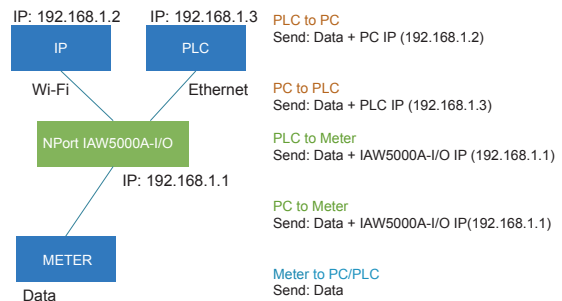 IP: 192.168.1.2
IP: 192.168.1.3
IP
PLC
Wi-Fi
Ethernet
NPort IAW5000A-I/O
IP: 192.168.1.1
METER
Data
PLC to PC
Send: Data + PC IP (192.168.1.2)
PC to PLC
Send: Data + PLC IP (192.168.1.3)
PLC to Meter
Send: Data + IAW5000A-I/O IP (192.168.1.1)
PC to Meter
Send: Data + IAW5000A-I/O IP(192.168.1.1)
Meter to PC/PLC
Send: Data